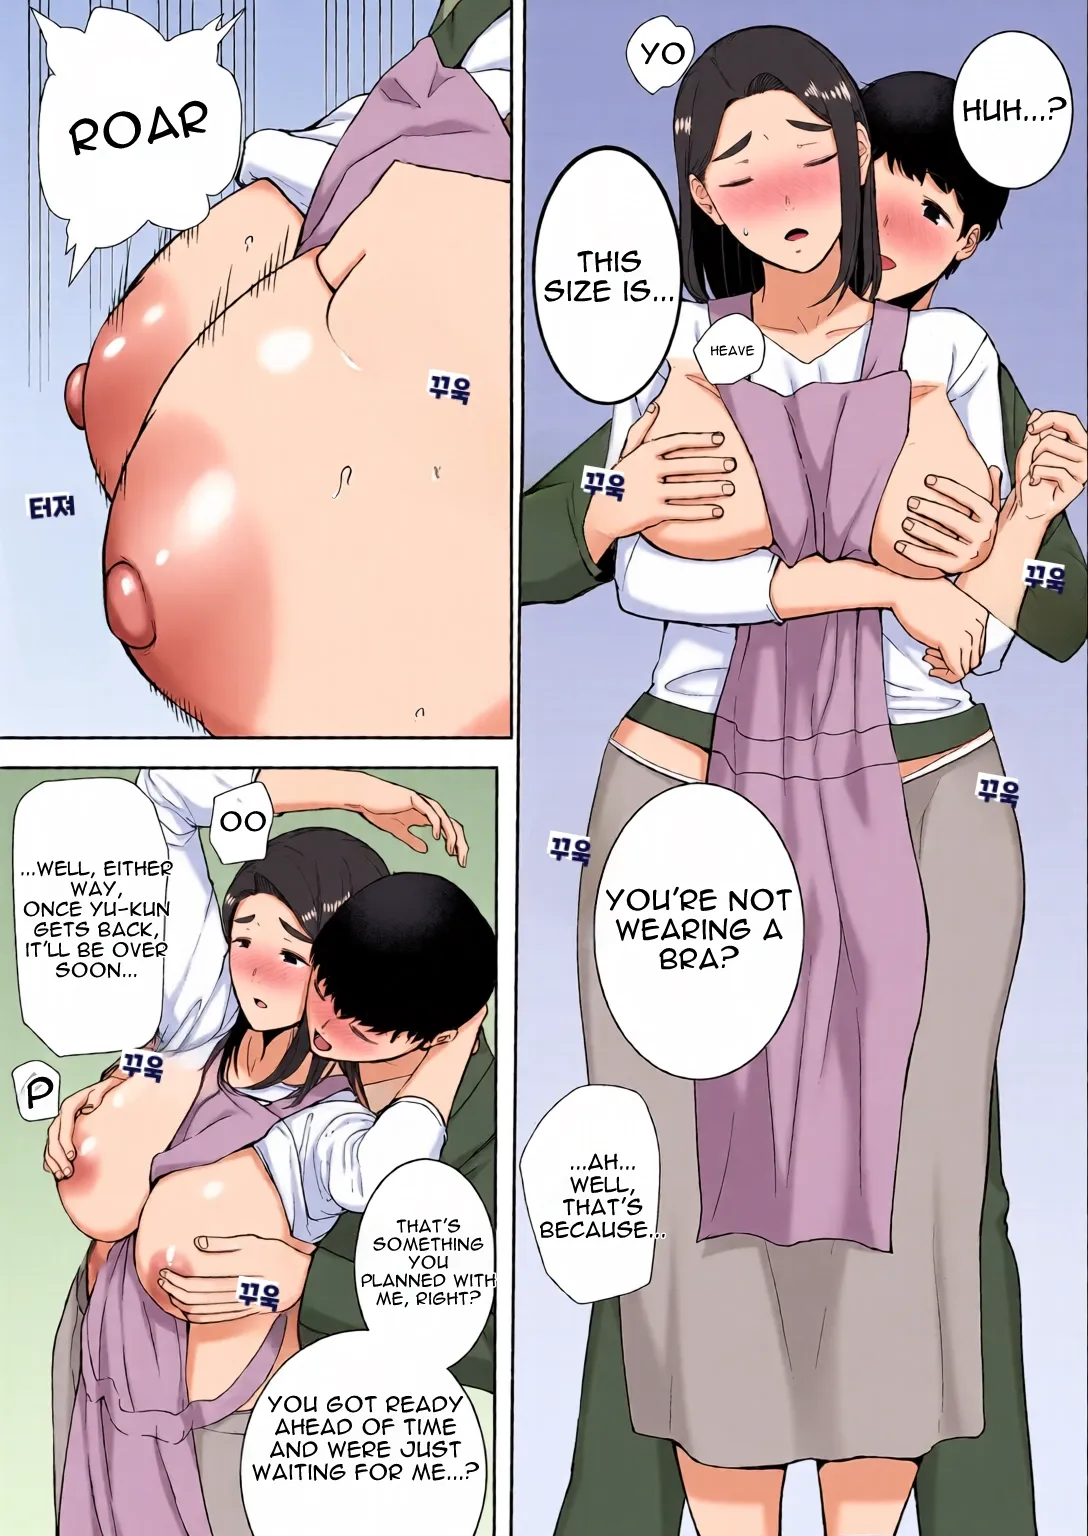 YO
HUH...?
THIS
SIZE IS...
HEAVE
꾸욱
꾸욱
YOU'RE NOT
WEARING A
BRA?
꾸욱
꾸욱
...AH...
WELL,
THAT'S
BECAUSE...
ROAR
꾸욱
터져
OO
...WELL, EITHER
WAY,
ONCE YU-KUN
GETS BACK,
IT'LL BE OVER
SOON...
꾸욱
P
THAT'S
SOMETHING
YOU
PLANNED WITH
ME, RIGHT?
꾸욱
YOU GOT READY
AHEAD OF TIME
AND WERE JUST
WAITING FOR ME...?